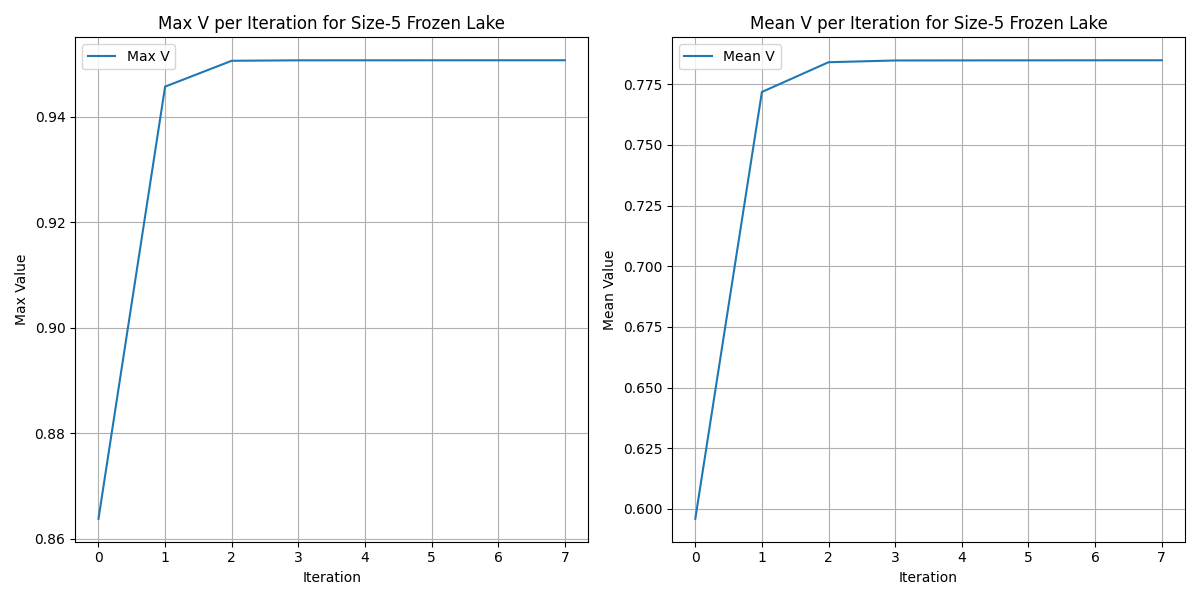 Max V per Iteration for Size-5 Frozen Lake
Max V
Max Value
0.94
0.92
0.90
0.88
0.86
0 1 2 3 4 5 6 7
Iteration
Mean V per Iteration for Size-5 Frozen Lake
Mean V
Mean Value
0.775
0.750
0.725
0.700
0.675
0.650
0.625
0.600
0 1 2 3 4 5 6 7
Iteration